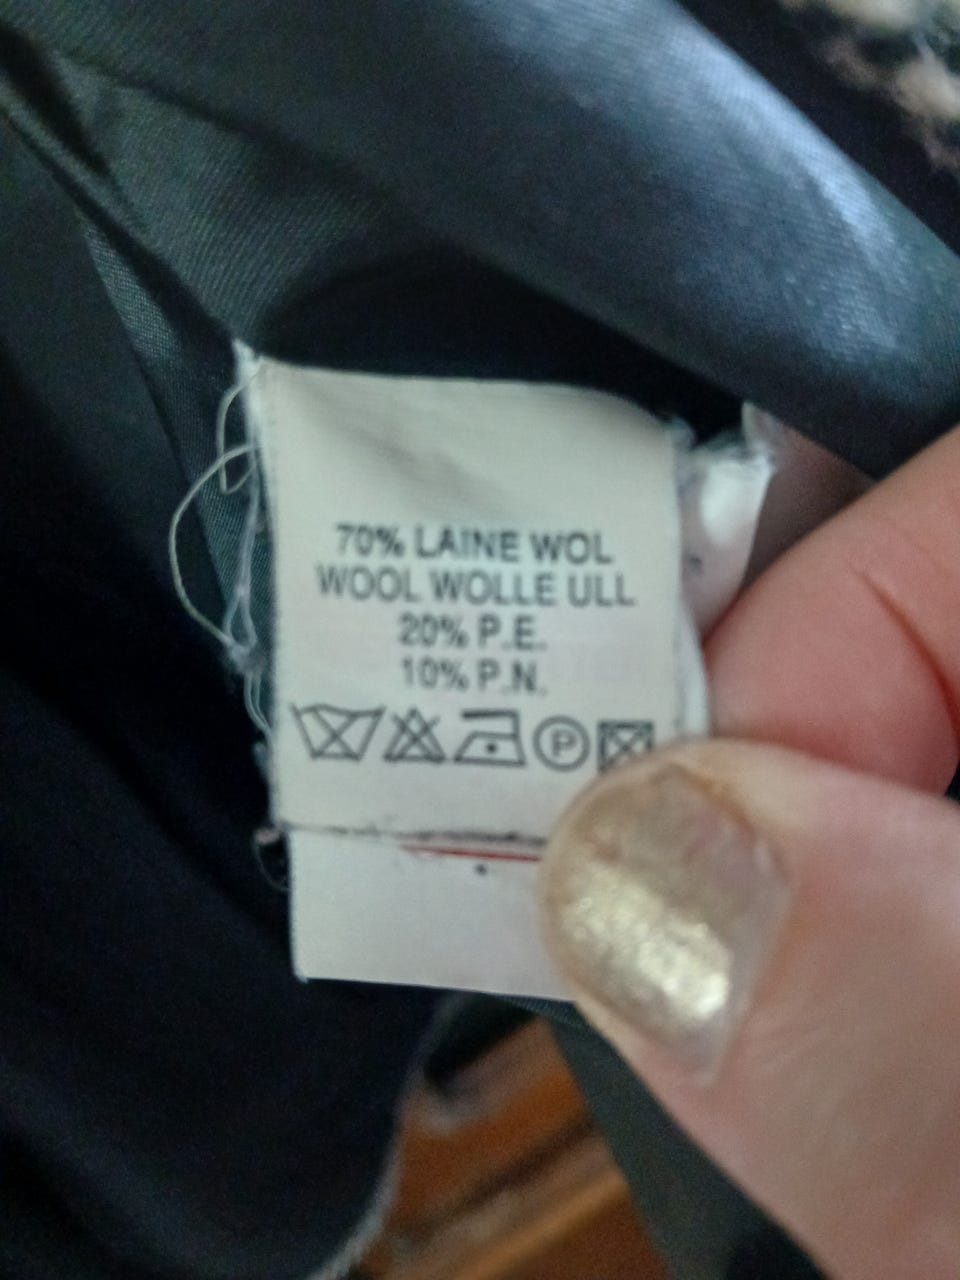 70% LAINE WOL
WOOL WOLLE ULL
20% P.E.
10% P.N.
P